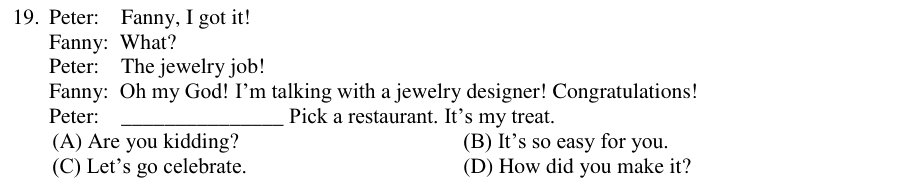 19. Peter: Fanny, I got it!
Fanny: What?
Peter: The jewelry job!
Fanny: Oh my God! I’m talking with a jewelry designer! Congratulations!
Peter: _______________ Pick a restaurant. It’s my treat.
(A) Are you kidding? (B) It’s so easy for you.
(C) Let’s go celebrate. (D) How did you make it?